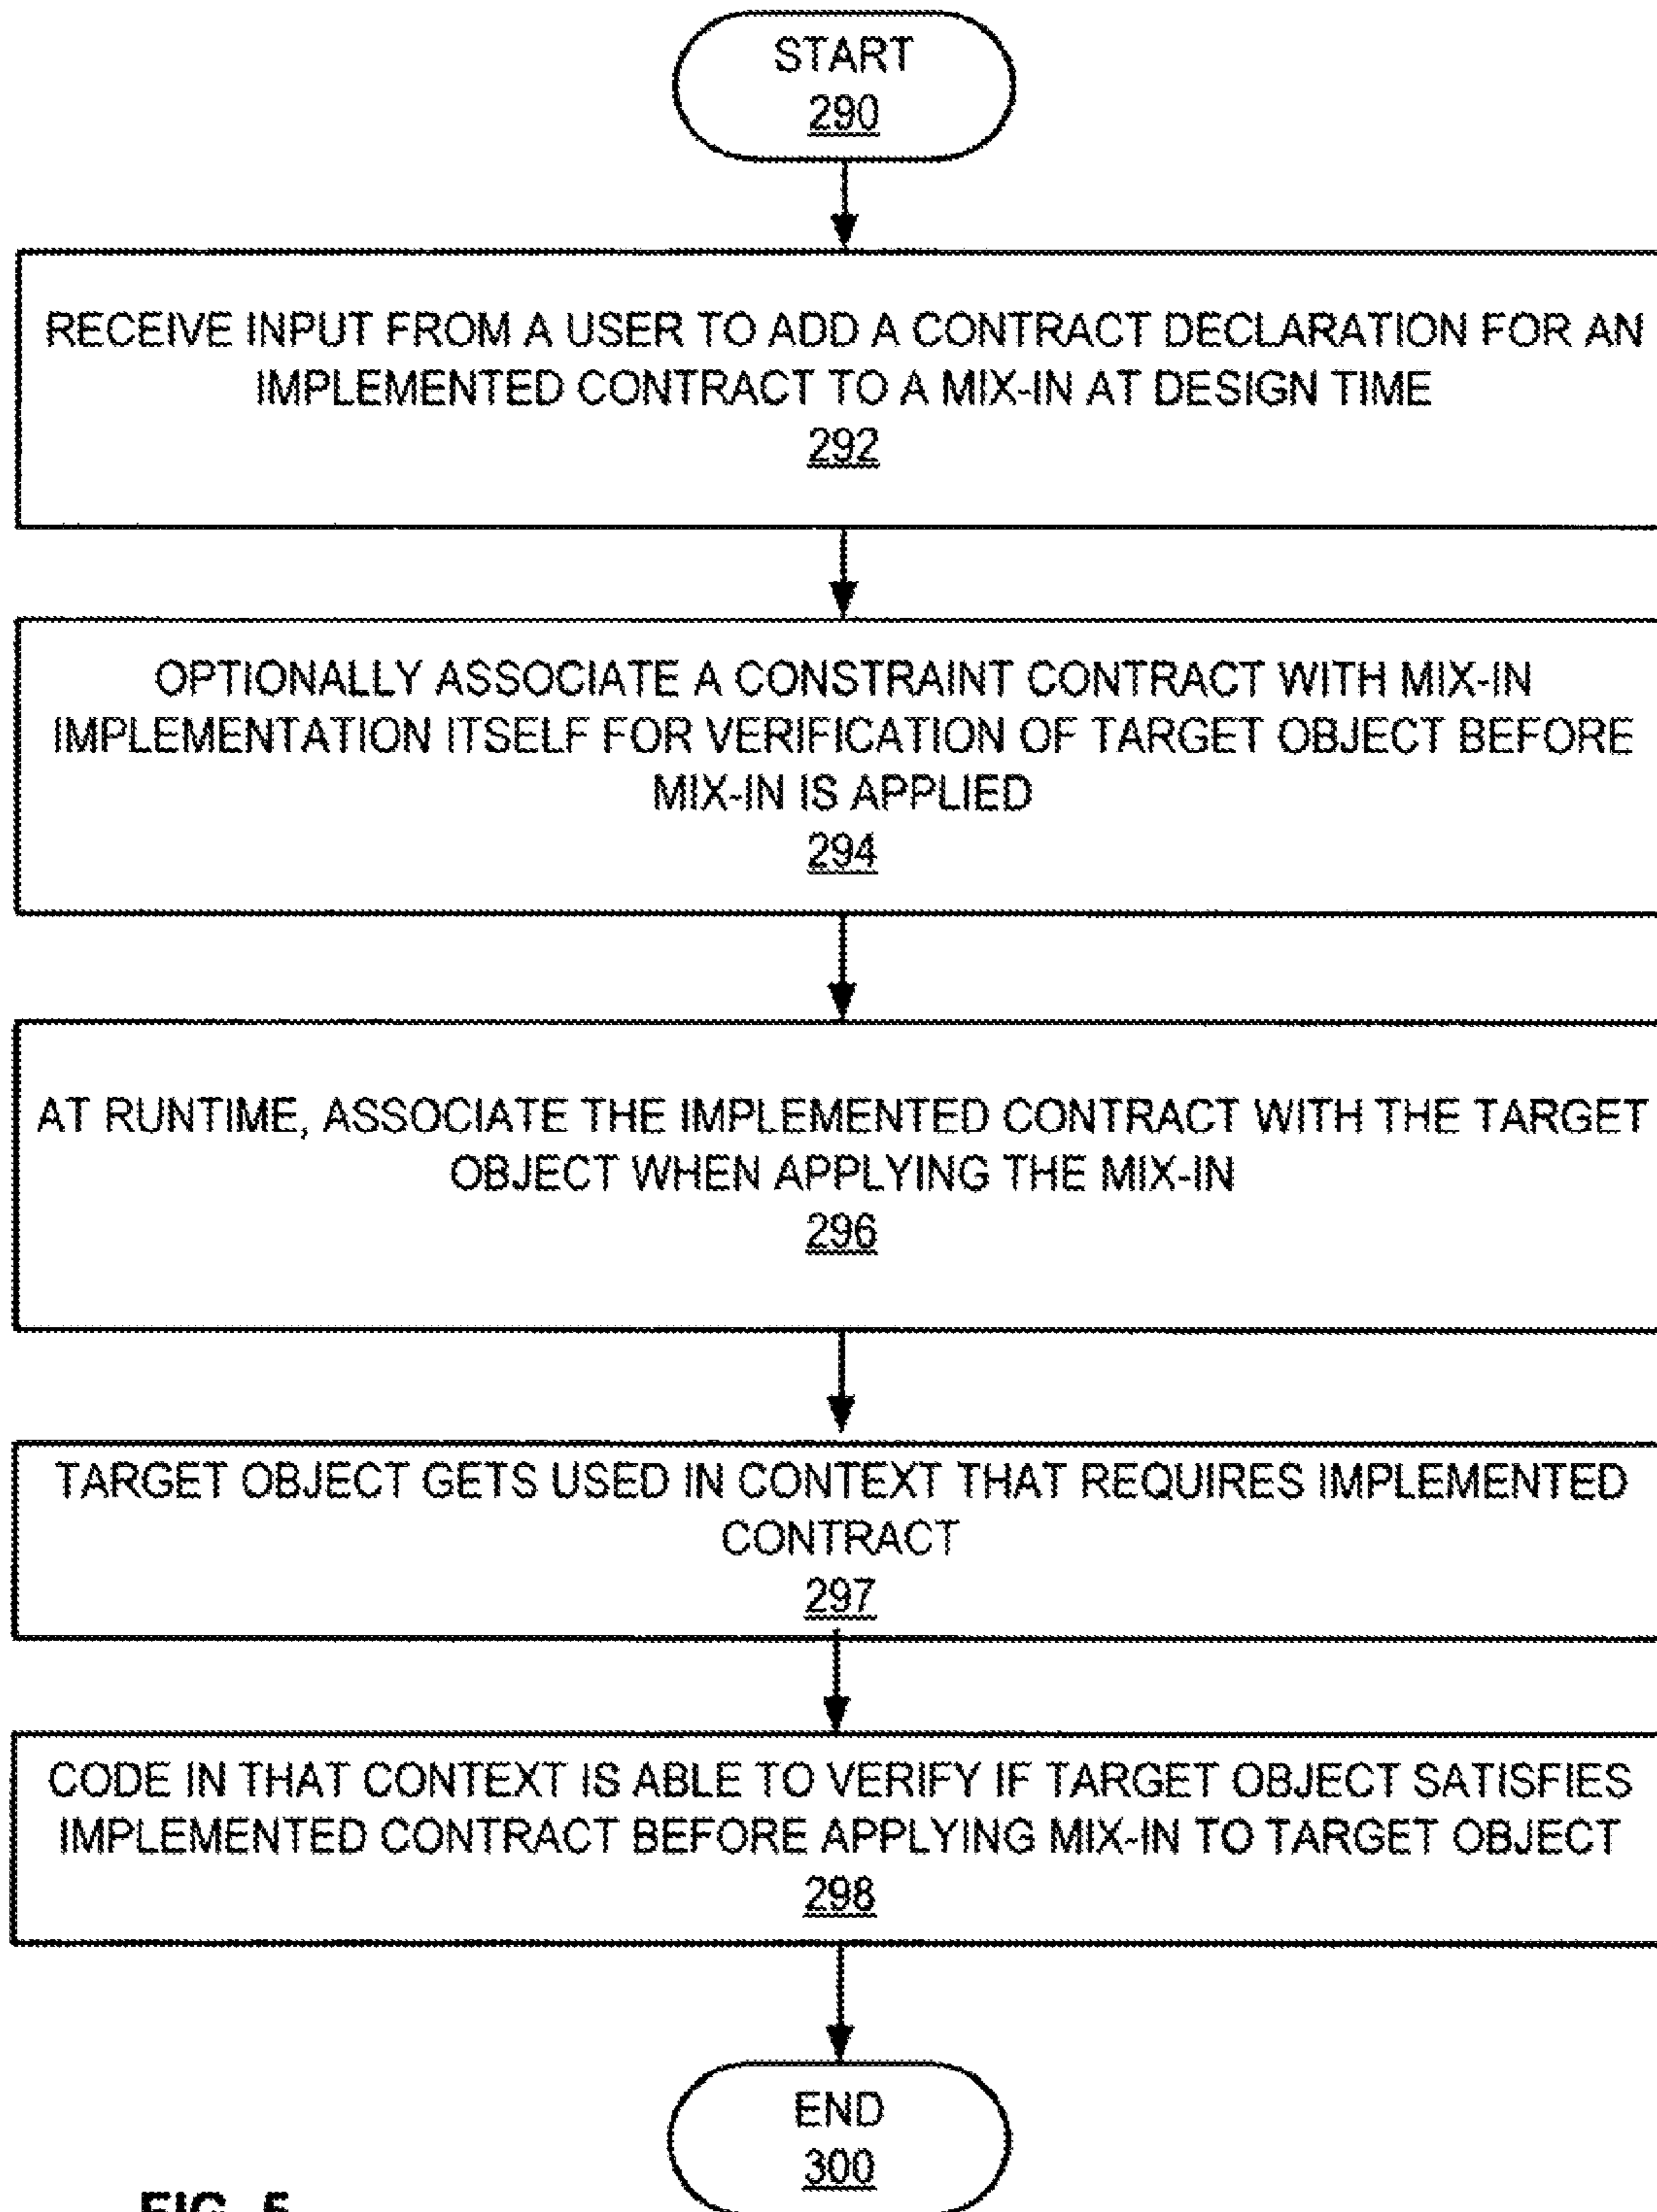 START
290
RECEIVE INPUT FROM A USER TO ADD A CONTRACT DECLARATION FOR AN
IMPLEMENTED CONTRACT TO A MIX-IN AT DESIGN TIME
292
OPTIONALLY ASSOCIATE A CONSTRAINT CONTRACT WITH MIX-IN
IMPLEMENTATION ITSELF FOR VERIFICATION OF TARGET OBJECT BEFORE
MIX-IN IS APPLIED
294
AT RUNTIME, ASSOCIATE THE IMPLEMENTED CONTRACT WITH THE TARGET
OBJECT WHEN APPLYING THE MIX-IN
296
TARGET OBJECT GETS USED IN CONTEXT THAT REQUIRES IMPLEMENTED
CONTRACT
297
CODE IN THAT CONTEXT IS ABLE TO VERIFY IF TARGET OBJECT SATISFIES
IMPLEMENTED CONTRACT BEFORE APPLYING MIX-IN TO TARGET OBJECT
298
END
300
FIG. 5